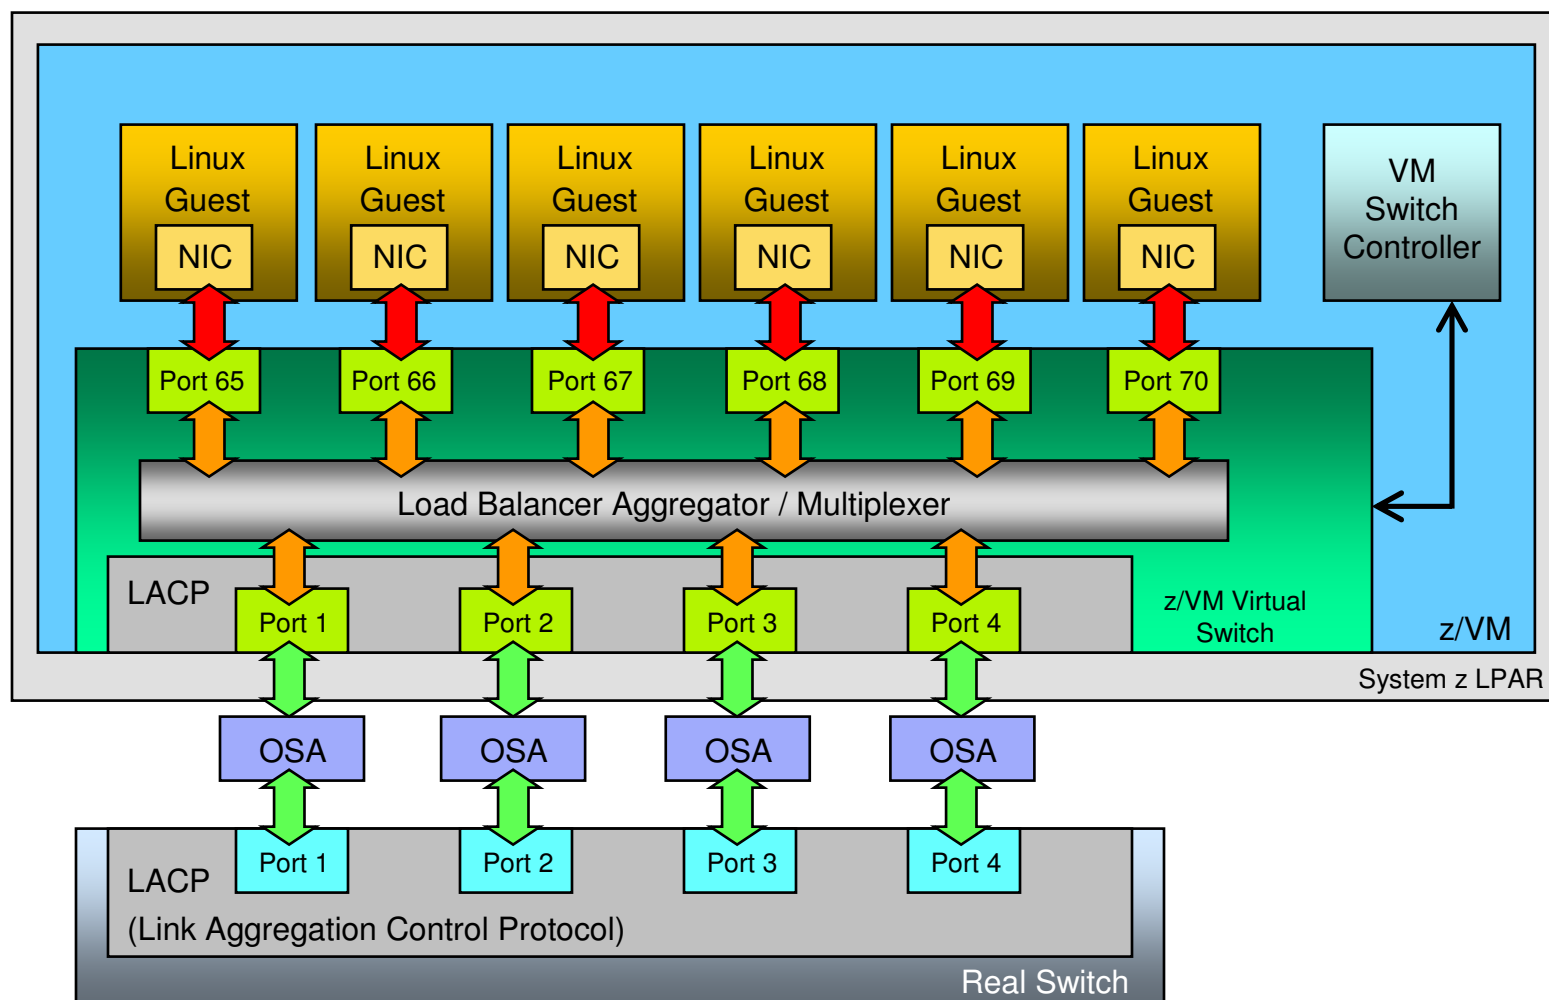 Linux
Guest
NIC
Linux
Guest
NIC
Linux
Guest
NIC
Linux
Guest
NIC
Linux
Guest
NIC
Linux
Guest
NIC
VM
Switch
Controller
Port 65
Port 66
Port 67
Port 68
Port 69
Port 70
Load Balancer Aggregator / Multiplexer
LACP
Port 1
Port 2
Port 3
Port 4
z/VM Virtual
Switch
z/VM
System z LPAR
OSA
OSA
OSA
OSA
Port 1
Port 2
Port 3
Port 4
LACP
(Link Aggregation Control Protocol)
Real Switch